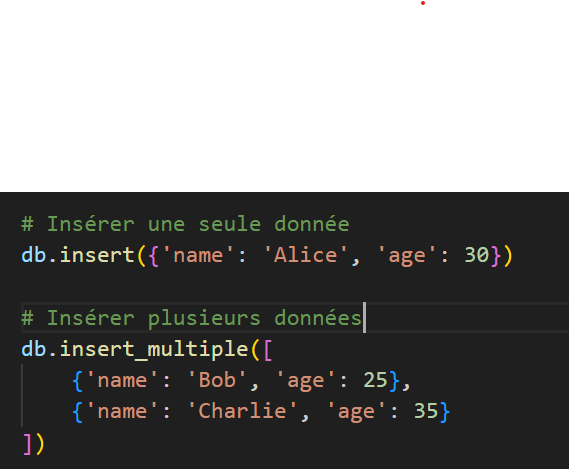 # Insérer une seule donnée
db.insert({'name': 'Alice', 'age': 30})
# Insérer plusieurs données
db.insert_multiple([
{'name': 'Bob', 'age': 25},
{'name': 'Charlie', 'age': 35}
])